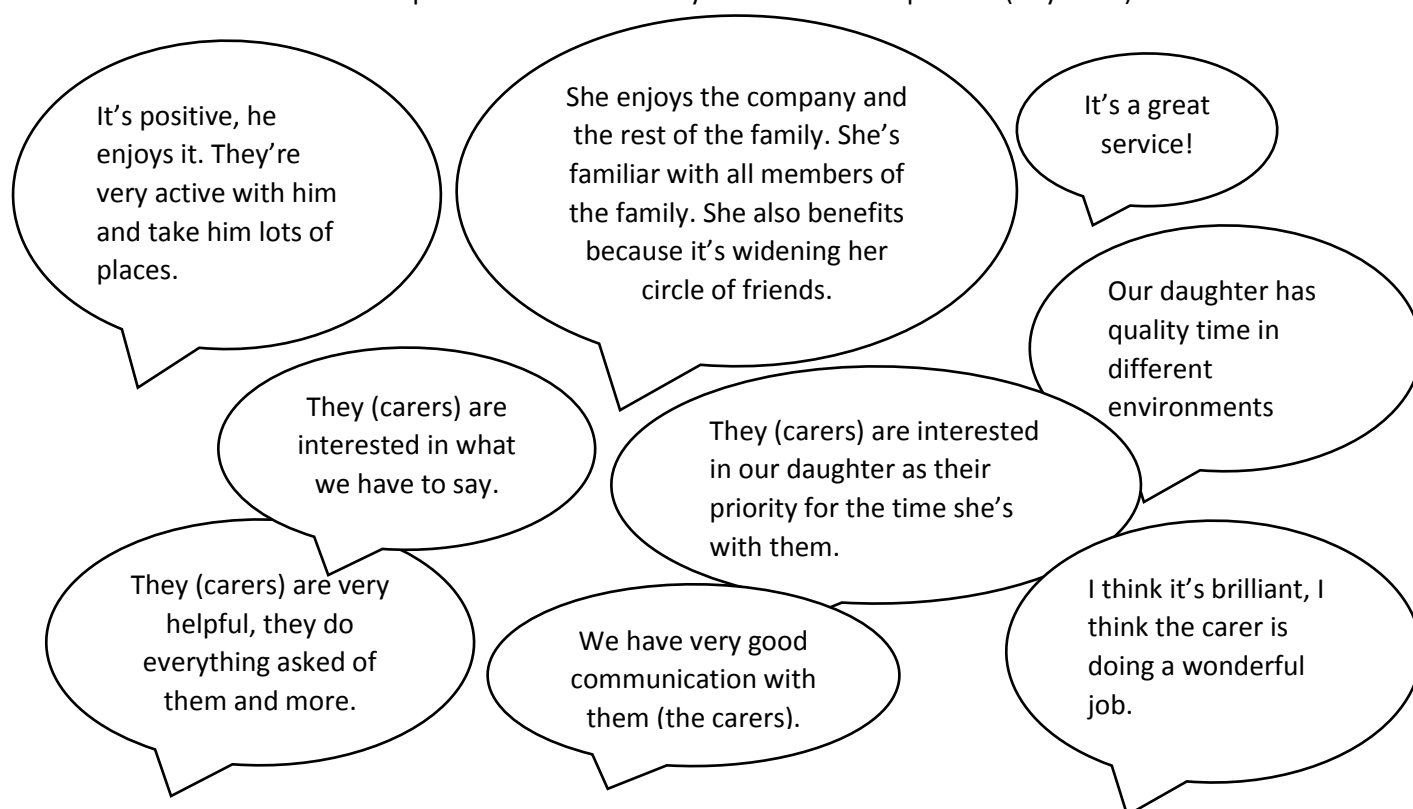 It’s positive, he
enjoys it. They’re
very active with him
and take him lots of
places.
She enjoys the company and
the rest of the family. She’s
familiar with all members of
the family. She also benefits
because it’s widening her
circle of friends.
It’s a great
service!
Our daughter has
quality time in
different
environments
They (carers) are
interested in what
we have to say.
They (carers) are interested
in our daughter as their
priority for the time she’s
with them.
They (carers) are very
helpful, they do
everything asked of
them and more.
We have very good
communication with
them (the carers).
I think it’s brilliant, I
think the carer is
doing a wonderful
job.